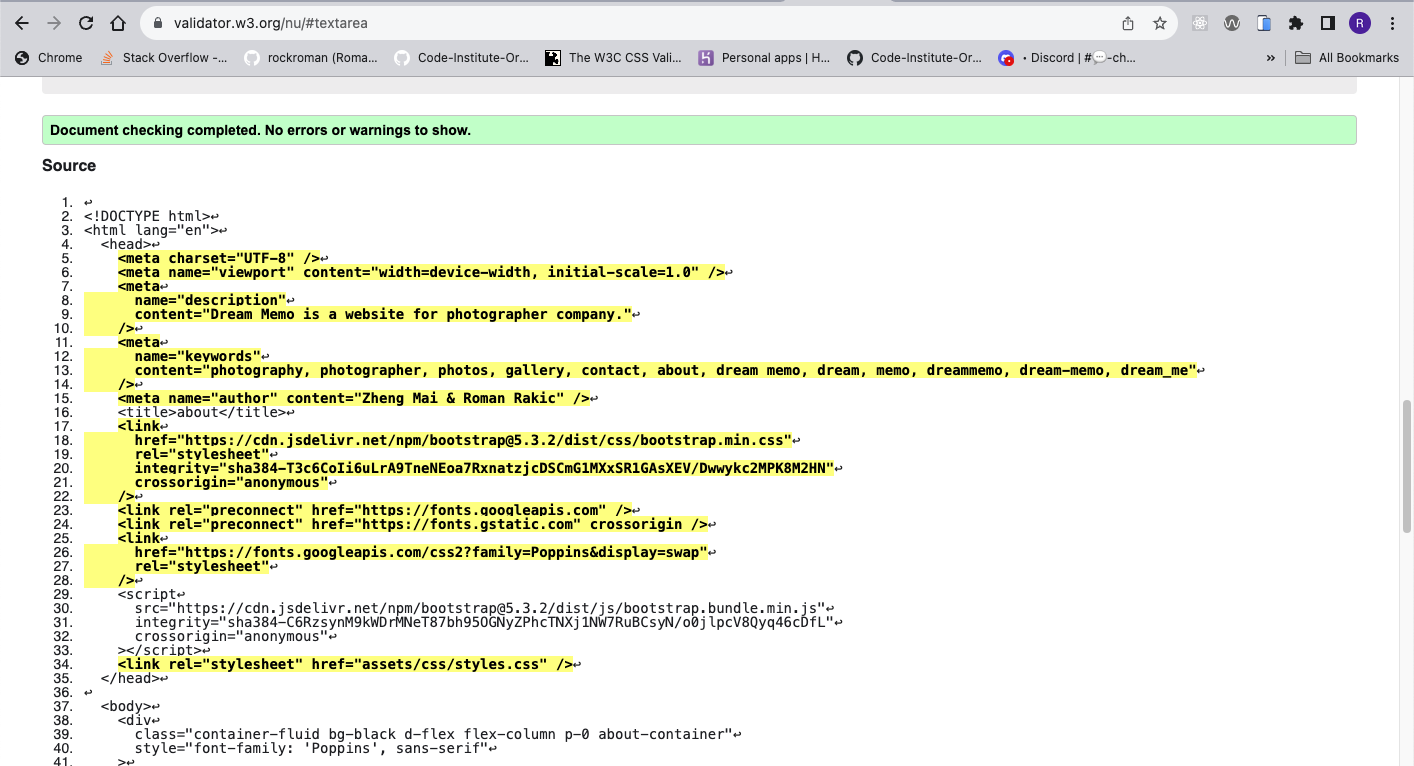 validator.w3.org/nu/#textarea
R
Chrome
Stack Overflow -...
rockroman (Roma...
Code-Institute-Or...
The W3C CSS Vali...
Personal apps | H...
Code-Institute-Or...
• Discord | #💬-ch...
»
All Bookmarks
Document checking completed. No errors or warnings to show.
Source
1. ↩
2. <!DOCTYPE html>↩
3. <html lang="en">↩
4. <head>↩
5. <meta charset="UTF-8" />↩
6. <meta name="viewport" content="width=device-width, initial-scale=1.0" />↩
7. <meta↩
8. name="description"↩
9. content="Dream Memo is a website for photographer company."↩
10. />↩
11. <meta↩
12. name="keywords"↩
13. content="photography, photographer, photos, gallery, contact, about, dream memo, dream, memo, dreammemo, dream-memo, dream_me"↩
14. />↩
15. <meta name="author" content="Zheng Mai & Roman Rakic" />↩
16. <title>about</title>↩
17. <link↩
18. href="https://cdn.jsdelivr.net/npm/bootstrap@5.3.2/dist/css/bootstrap.min.css"↩
19. rel="stylesheet"↩
20. integrity="sha384-T3c6CoIi6uLrA9TneNEoa7RxnatzjcDSCmG1MXxSR1GAsXEV/Dwwykc2MPK8M2HN"↩
21. crossorigin="anonymous"↩
22. />↩
23. <link rel="preconnect" href="https://fonts.googleapis.com" />↩
24. <link rel="preconnect" href="https://fonts.gstatic.com" crossorigin />↩
25. <link↩
26. href="https://fonts.googleapis.com/css2?family=Poppins&display=swap"↩
27. rel="stylesheet"↩
28. />↩
29. <script↩
30. src="https://cdn.jsdelivr.net/npm/bootstrap@5.3.2/dist/js/bootstrap.bundle.min.js"↩
31. integrity="sha384-C6RzsynM9kWDrMNeT87bh95OGNyZPhcTNXj1NW7RuBCsyN/o0jlpcV8Qyq46cDfL"↩
32. crossorigin="anonymous"↩
33. ></script>↩
34. <link rel="stylesheet" href="assets/css/styles.css" />↩
35. </head>↩
36. ↩
37. <body>↩
38. <div↩
39. class="container-fluid bg-black d-flex flex-column p-0 about-container"↩
40. style="font-family: 'Poppins', sans-serif"↩
41. >↩